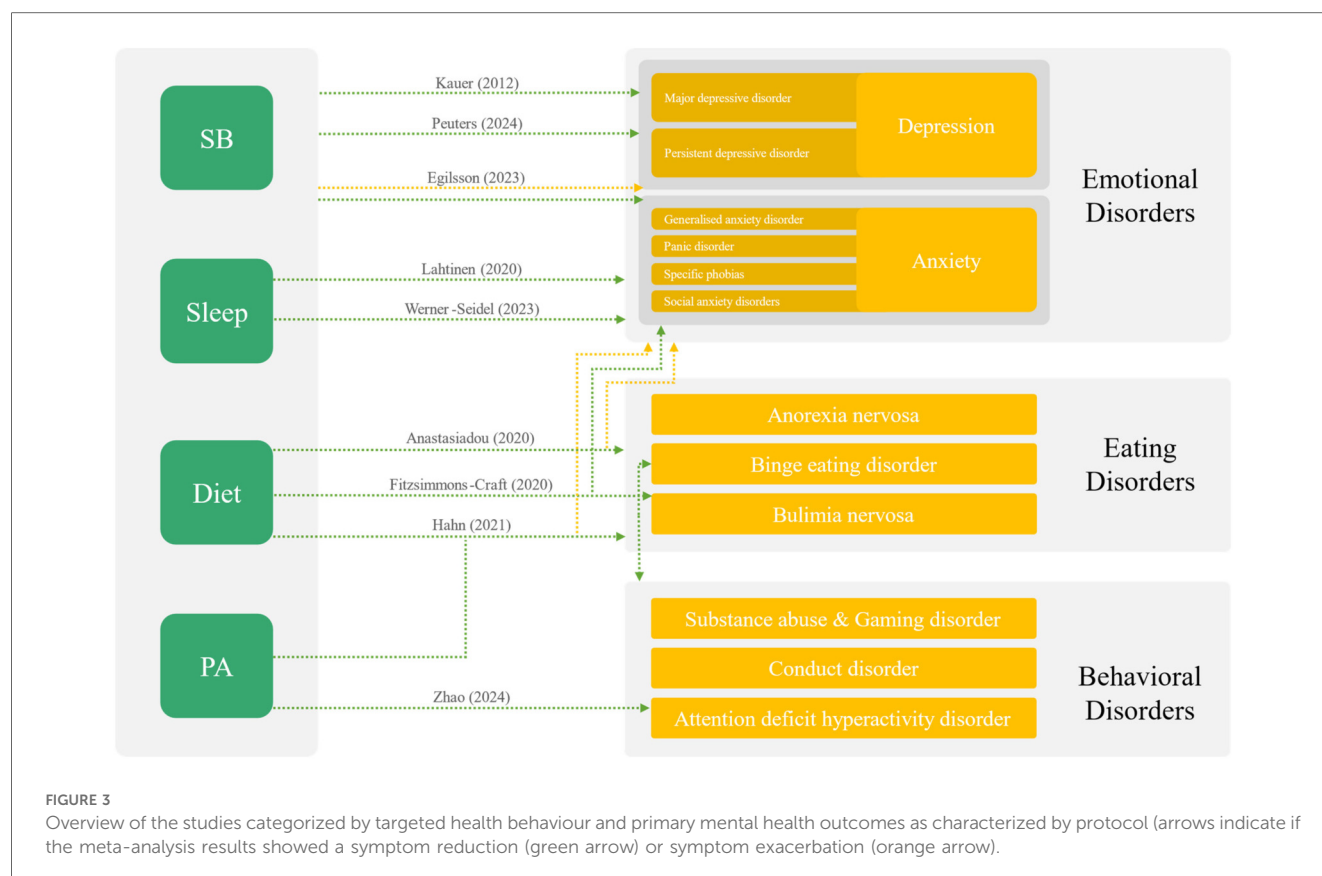 SB
Sleep
Diet
PA
Kauer (2012)
Peuters (2024)
Egilsson (2023)
Lahtinen (2020)
Werner-Seidel (2023)
Anastasiadou (2020)
Fitzsimmons-Craft (2020)
Hahn (2021)
Zhao (2024)
Major depressive disorder
Persistent depressive disorder
Depression
Generalised anxiety disorder
Panic disorder
Specific phobias
Social anxiety disorders
Anxiety
Emotional
Disorders
Anorexia nervosa
Binge eating disorder
Bulimia nervosa
Eating
Disorders
Substance abuse & Gaming disorder
Conduct disorder
Attention deficit hyperactivity disorder
Behavioral
Disorders
FIGURE 3
Overview of the studies categorized by targeted health behaviour and primary mental health outcomes as characterized by protocol (arrows indicate if
the meta-analysis results showed a symptom reduction (green arrow) or symptom exacerbation (orange arrow).